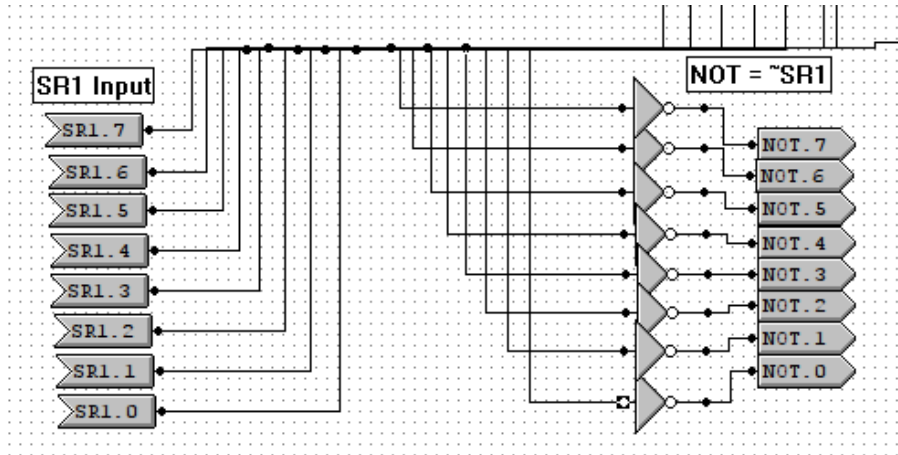 SR1 Input
SR1.7
SR1.6
SR1.5
SR1.4
SR1.3
SR1.2
SR1.1
SR1.0
NOT = ~SR1
NOT.7
NOT.6
NOT.5
NOT.4
NOT.3
NOT.2
NOT.1
NOT.0